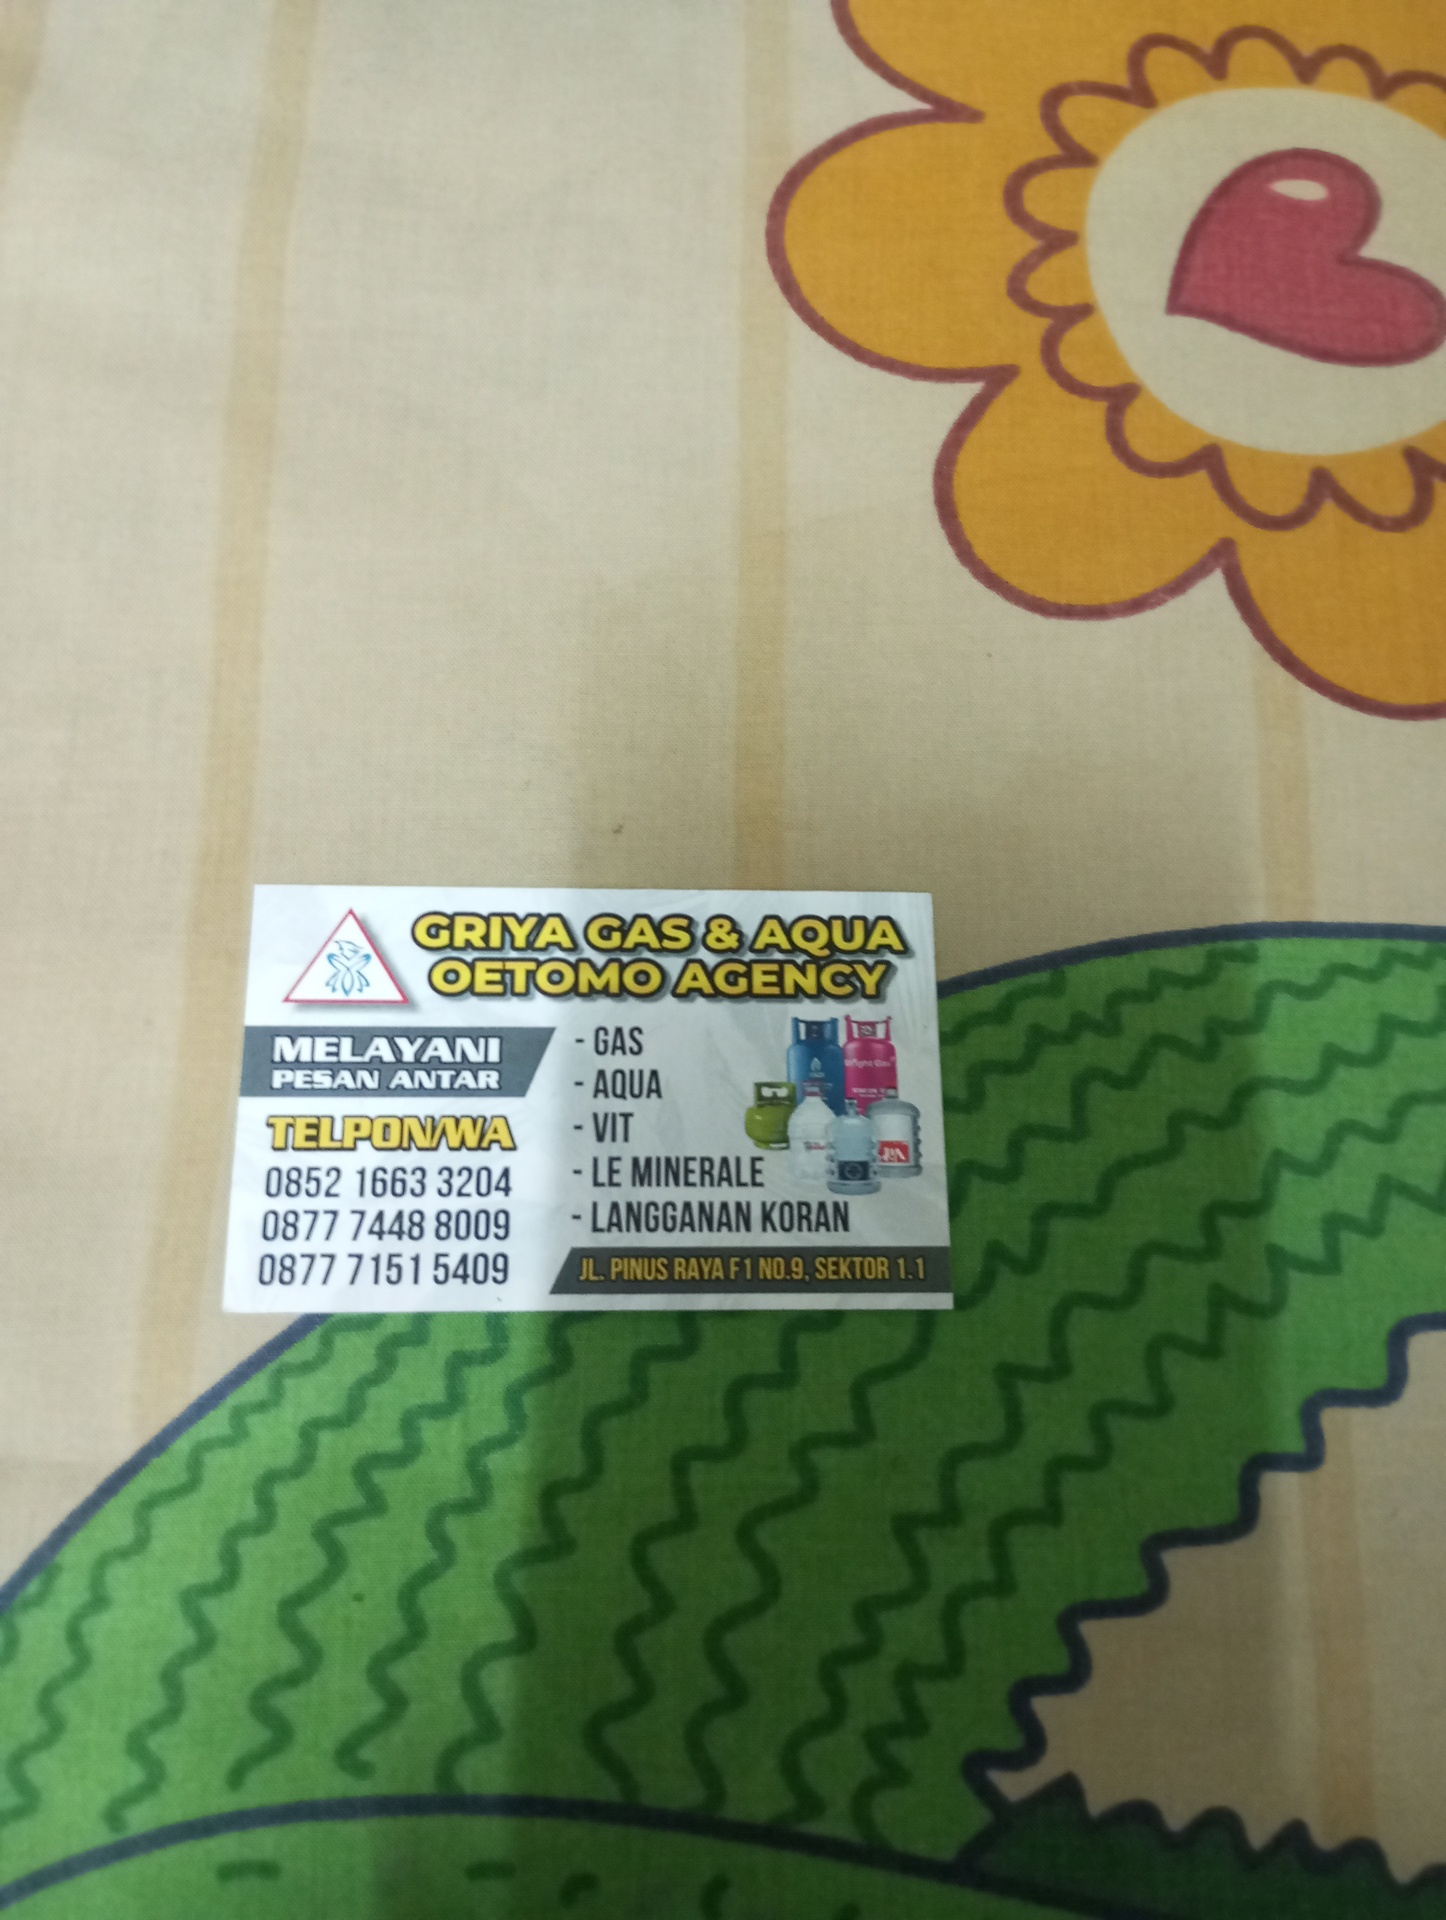 GRIYA GAS & AQUA
OETOMO AGENCY
MELAYANI
PESAN ANTAR
TELPON/WA
0852 1663 3204
0877 7448 8009
0877 7151 5409
- GAS
- AQUA
- VIT
- LE MINERALE
- LANGGANAN KORAN
JL. PINUS RAYA F1 NO.9, SEKTOR 1.1